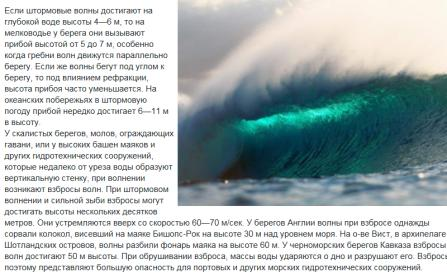 Если штормовые волны достигают на
глубокой воде высоты 4—6 м, то на
мелководье у берега они вызывают
прибой высотой от 5 до 7 м, особенно
когда гребни волн движутся параллельно
берегу. Если же волны бегут под углом к
берегу, то под влиянием рефракции,
высота прибоя часто уменьшается. На
океанских побережьях в штормовую
погоду прибой нередко достигает 6—11 м
в высоту.
У скалистых берегов, молов, ограждающих
гавани, или у высоких башен маяков и
других гидротехнических сооружений,
которые недалеко от уреза воды образуют
вертикальную стенку, при волнении
возникают взбросы волн. При штормовом
волнении и сильной зыби взбросы могут
достигать высоты нескольких десятков
метров. Они устремляются вверх со скоростью 60—70 м/сек. У берегов Англии волны при взбросе однажды
сорвали колокол, висевший на маяке Бишопс-Рок на высоте 30 м над уровнем моря. На о-ве Вист, в архипелаге
Шотландских островов, волны разбили фонарь маяка на высоте 60 м. У черноморских берегов Кавказа взбросы
волн достигают 50 м высоты. При обрушивании взброса, массы воды ударяются о дно и разрушают его. Взбросы
поэтому представляют большую опасность для портовых и других морских гидротехнических сооружений.